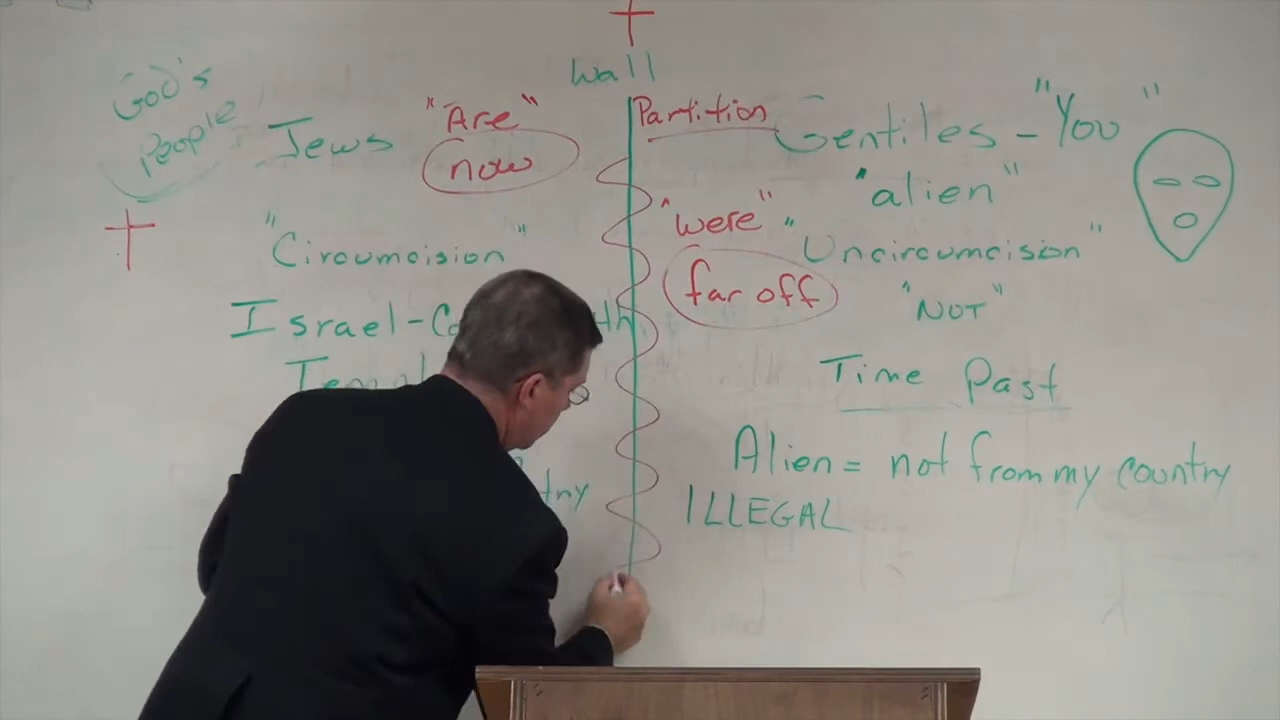 God's
People
Jews
"Are"
now
"Circumcision"
Israel-
Wall
Partition
"were"
far off
Gentiles - "You"
"alien"
"Uncircumcision"
"NOT"
Time Past
Alien = not from my country
ILLEGAL